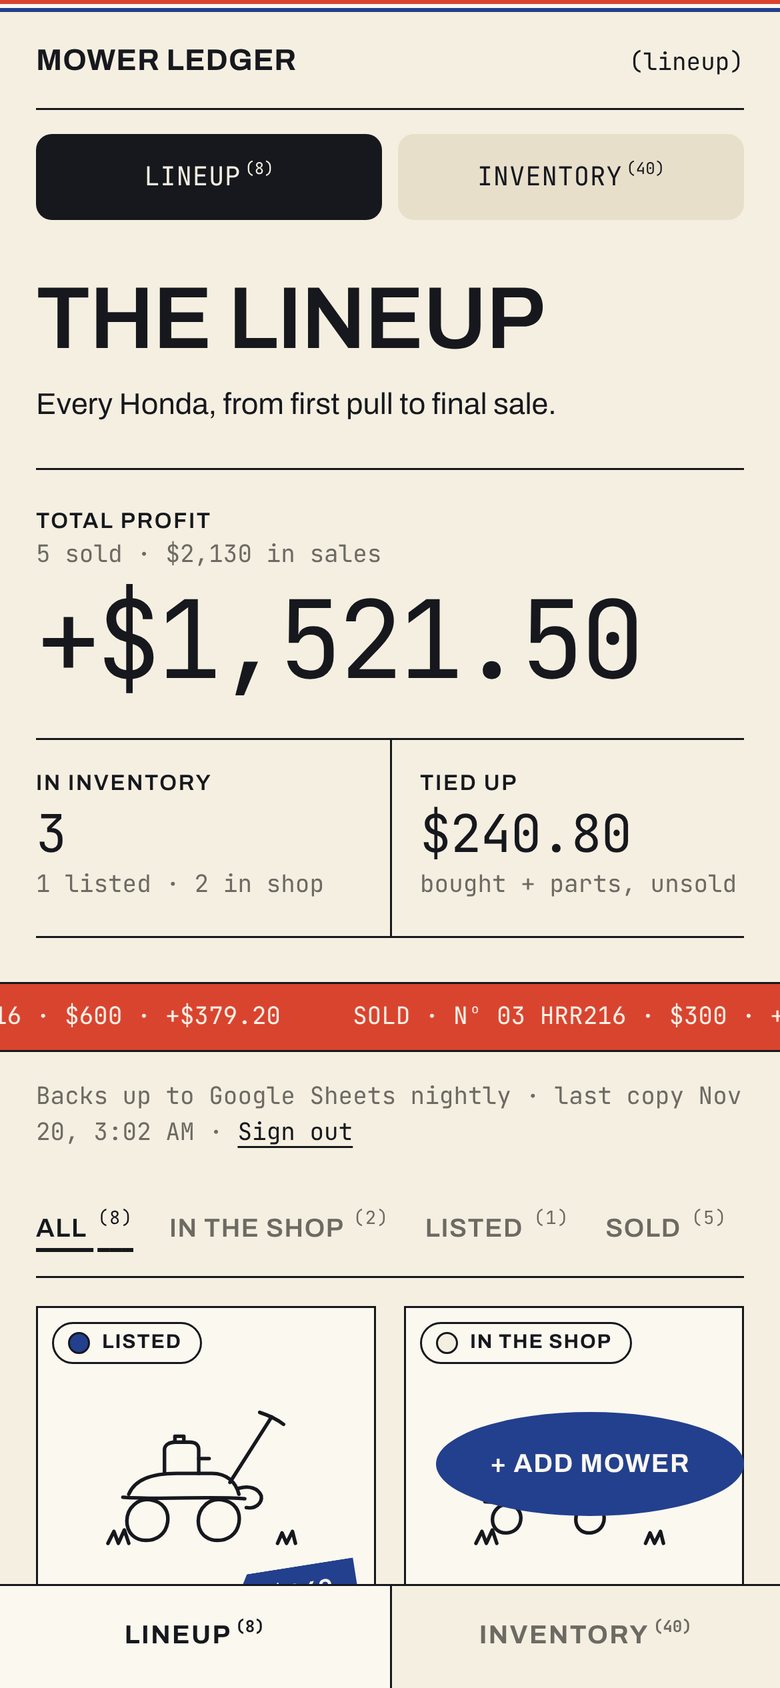 MOWER LEDGER (lineup)
LINEUP (8) INVENTORY (40)
THE LINEUP
Every Honda, from first pull to final sale.
TOTAL PROFIT
5 sold · $2,130 in sales
+$1,521.50
IN INVENTORY
3
1 listed · 2 in shop
TIED UP
$240.80
bought + parts, unsold
16 · $600 · +$379.20 SOLD · Nº 03 HRR216 · $300 · +
Backs up to Google Sheets nightly · last copy Nov
20, 3:02 AM · Sign out
ALL (8) IN THE SHOP (2) LISTED (1) SOLD (5)
LISTED
IN THE SHOP
+ ADD MOWER
LINEUP (8) INVENTORY (40)